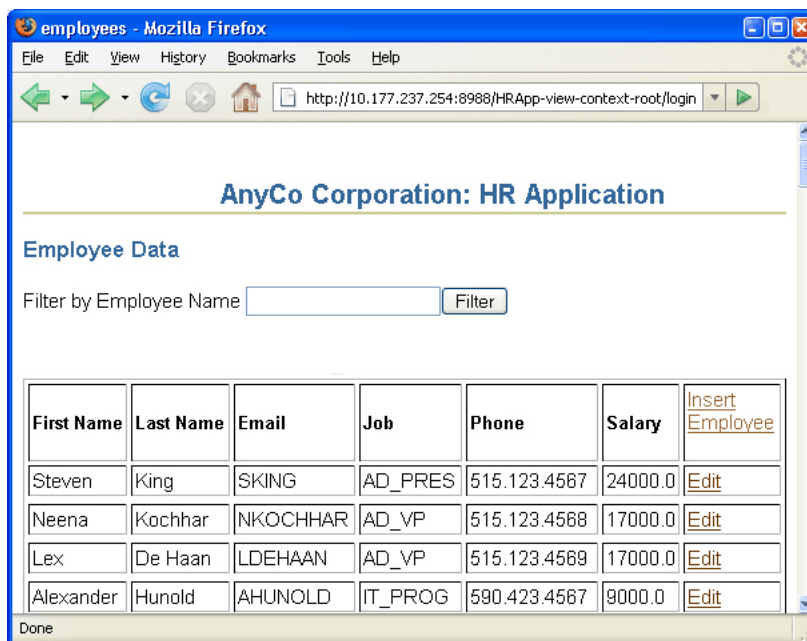 employees - Mozilla Firefox
File Edit View History Bookmarks Tools Help
http://10.177.237.254:8988/HRApp-view-context-root/login
AnyCo Corporation: HR Application
Employee Data
Filter by Employee Name Filter
First Name Last Name Email Job Phone Salary Insert Employee
Steven King SKING AD_PRES 515.123.4567 24000.0 Edit
Neena Kochhar NKOCHHAR AD_VP 515.123.4568 17000.0 Edit
Lex De Haan LDEHAAN AD_VP 515.123.4569 17000.0 Edit
Alexander Hunold AHUNOLD IT_PROG 590.423.4567 9000.0 Edit
Done